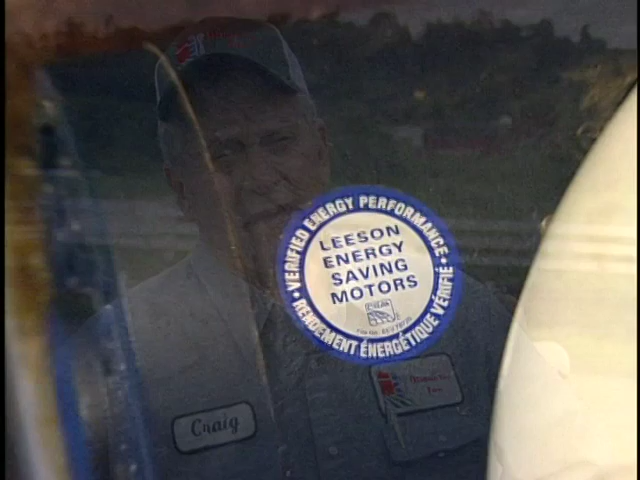 VERIFIED ENERGY PERFORMANCE
LEESON
ENERGY
SAVING
MOTORS
RENDEMENT ÉNERGÉTIQUE VÉRIFIÉ
Craig